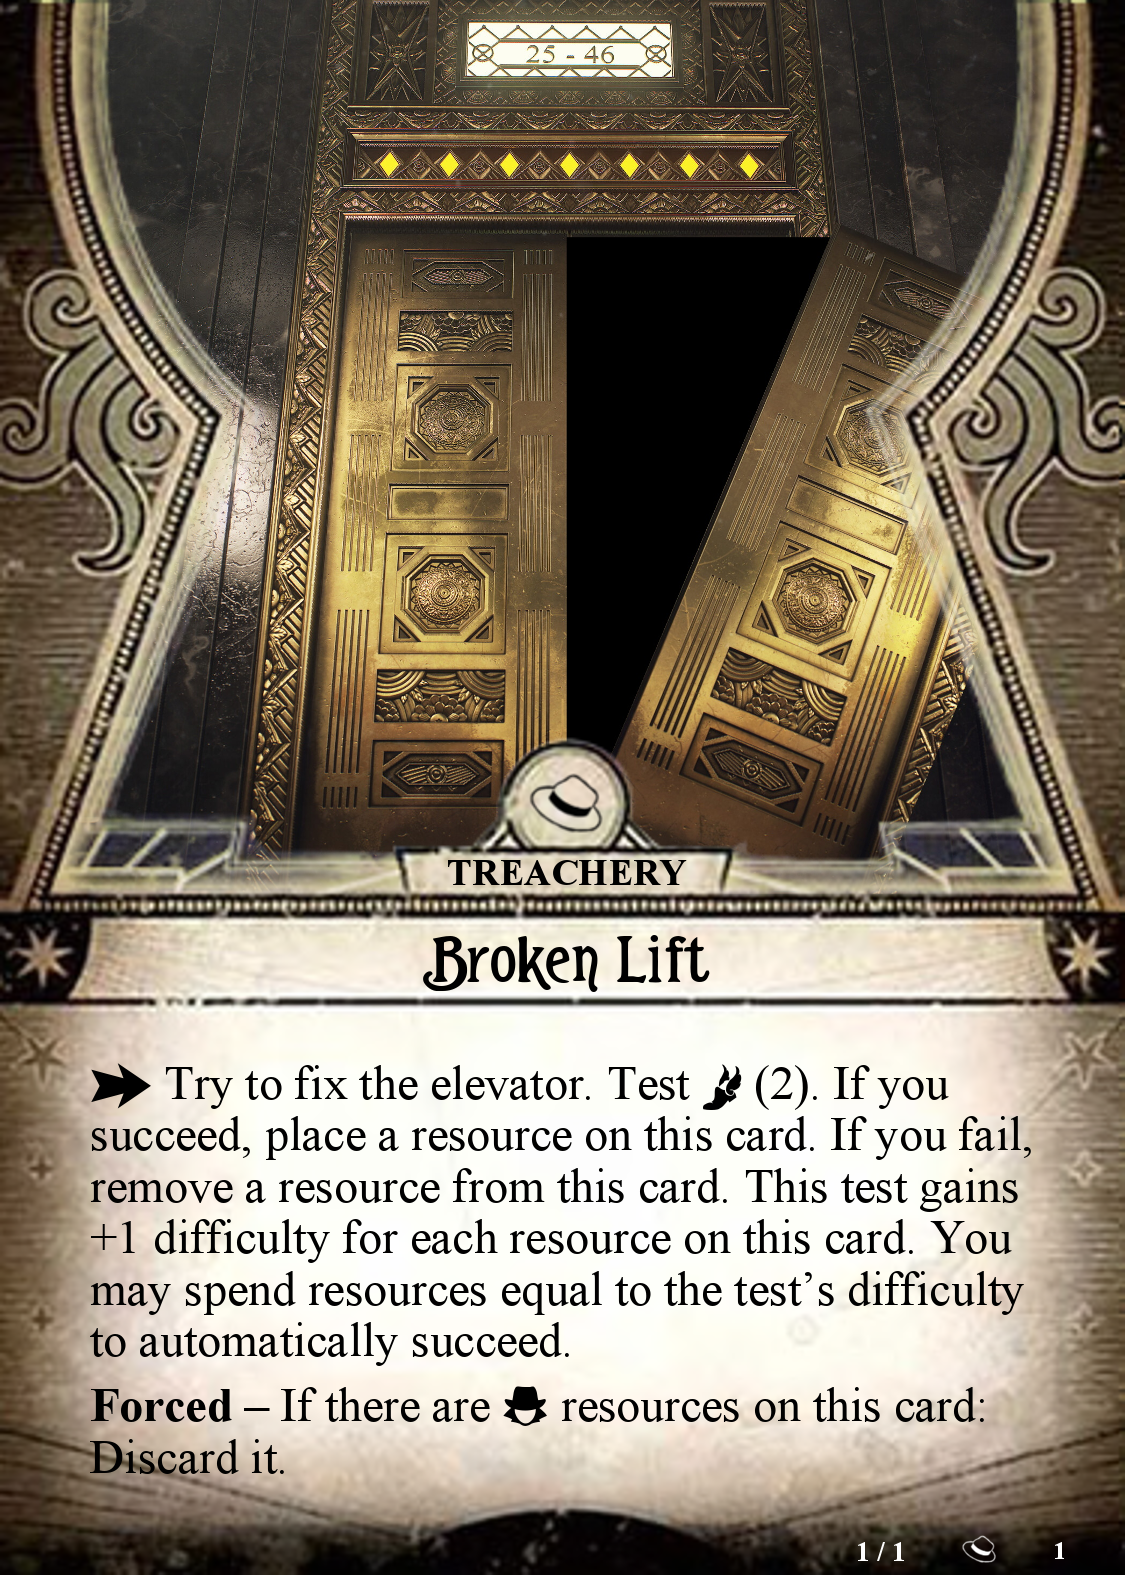 25 - 46
TREACHERY
Broken Lift
Try to fix the elevator. Test (2). If you
succeed, place a resource on this card. If you fail,
remove a resource from this card. This test gains
+1 difficulty for each resource on this card. You
may spend resources equal to the test’s difficulty
to automatically succeed.
Forced – If there are resources on this card:
Discard it.
1 / 1 1